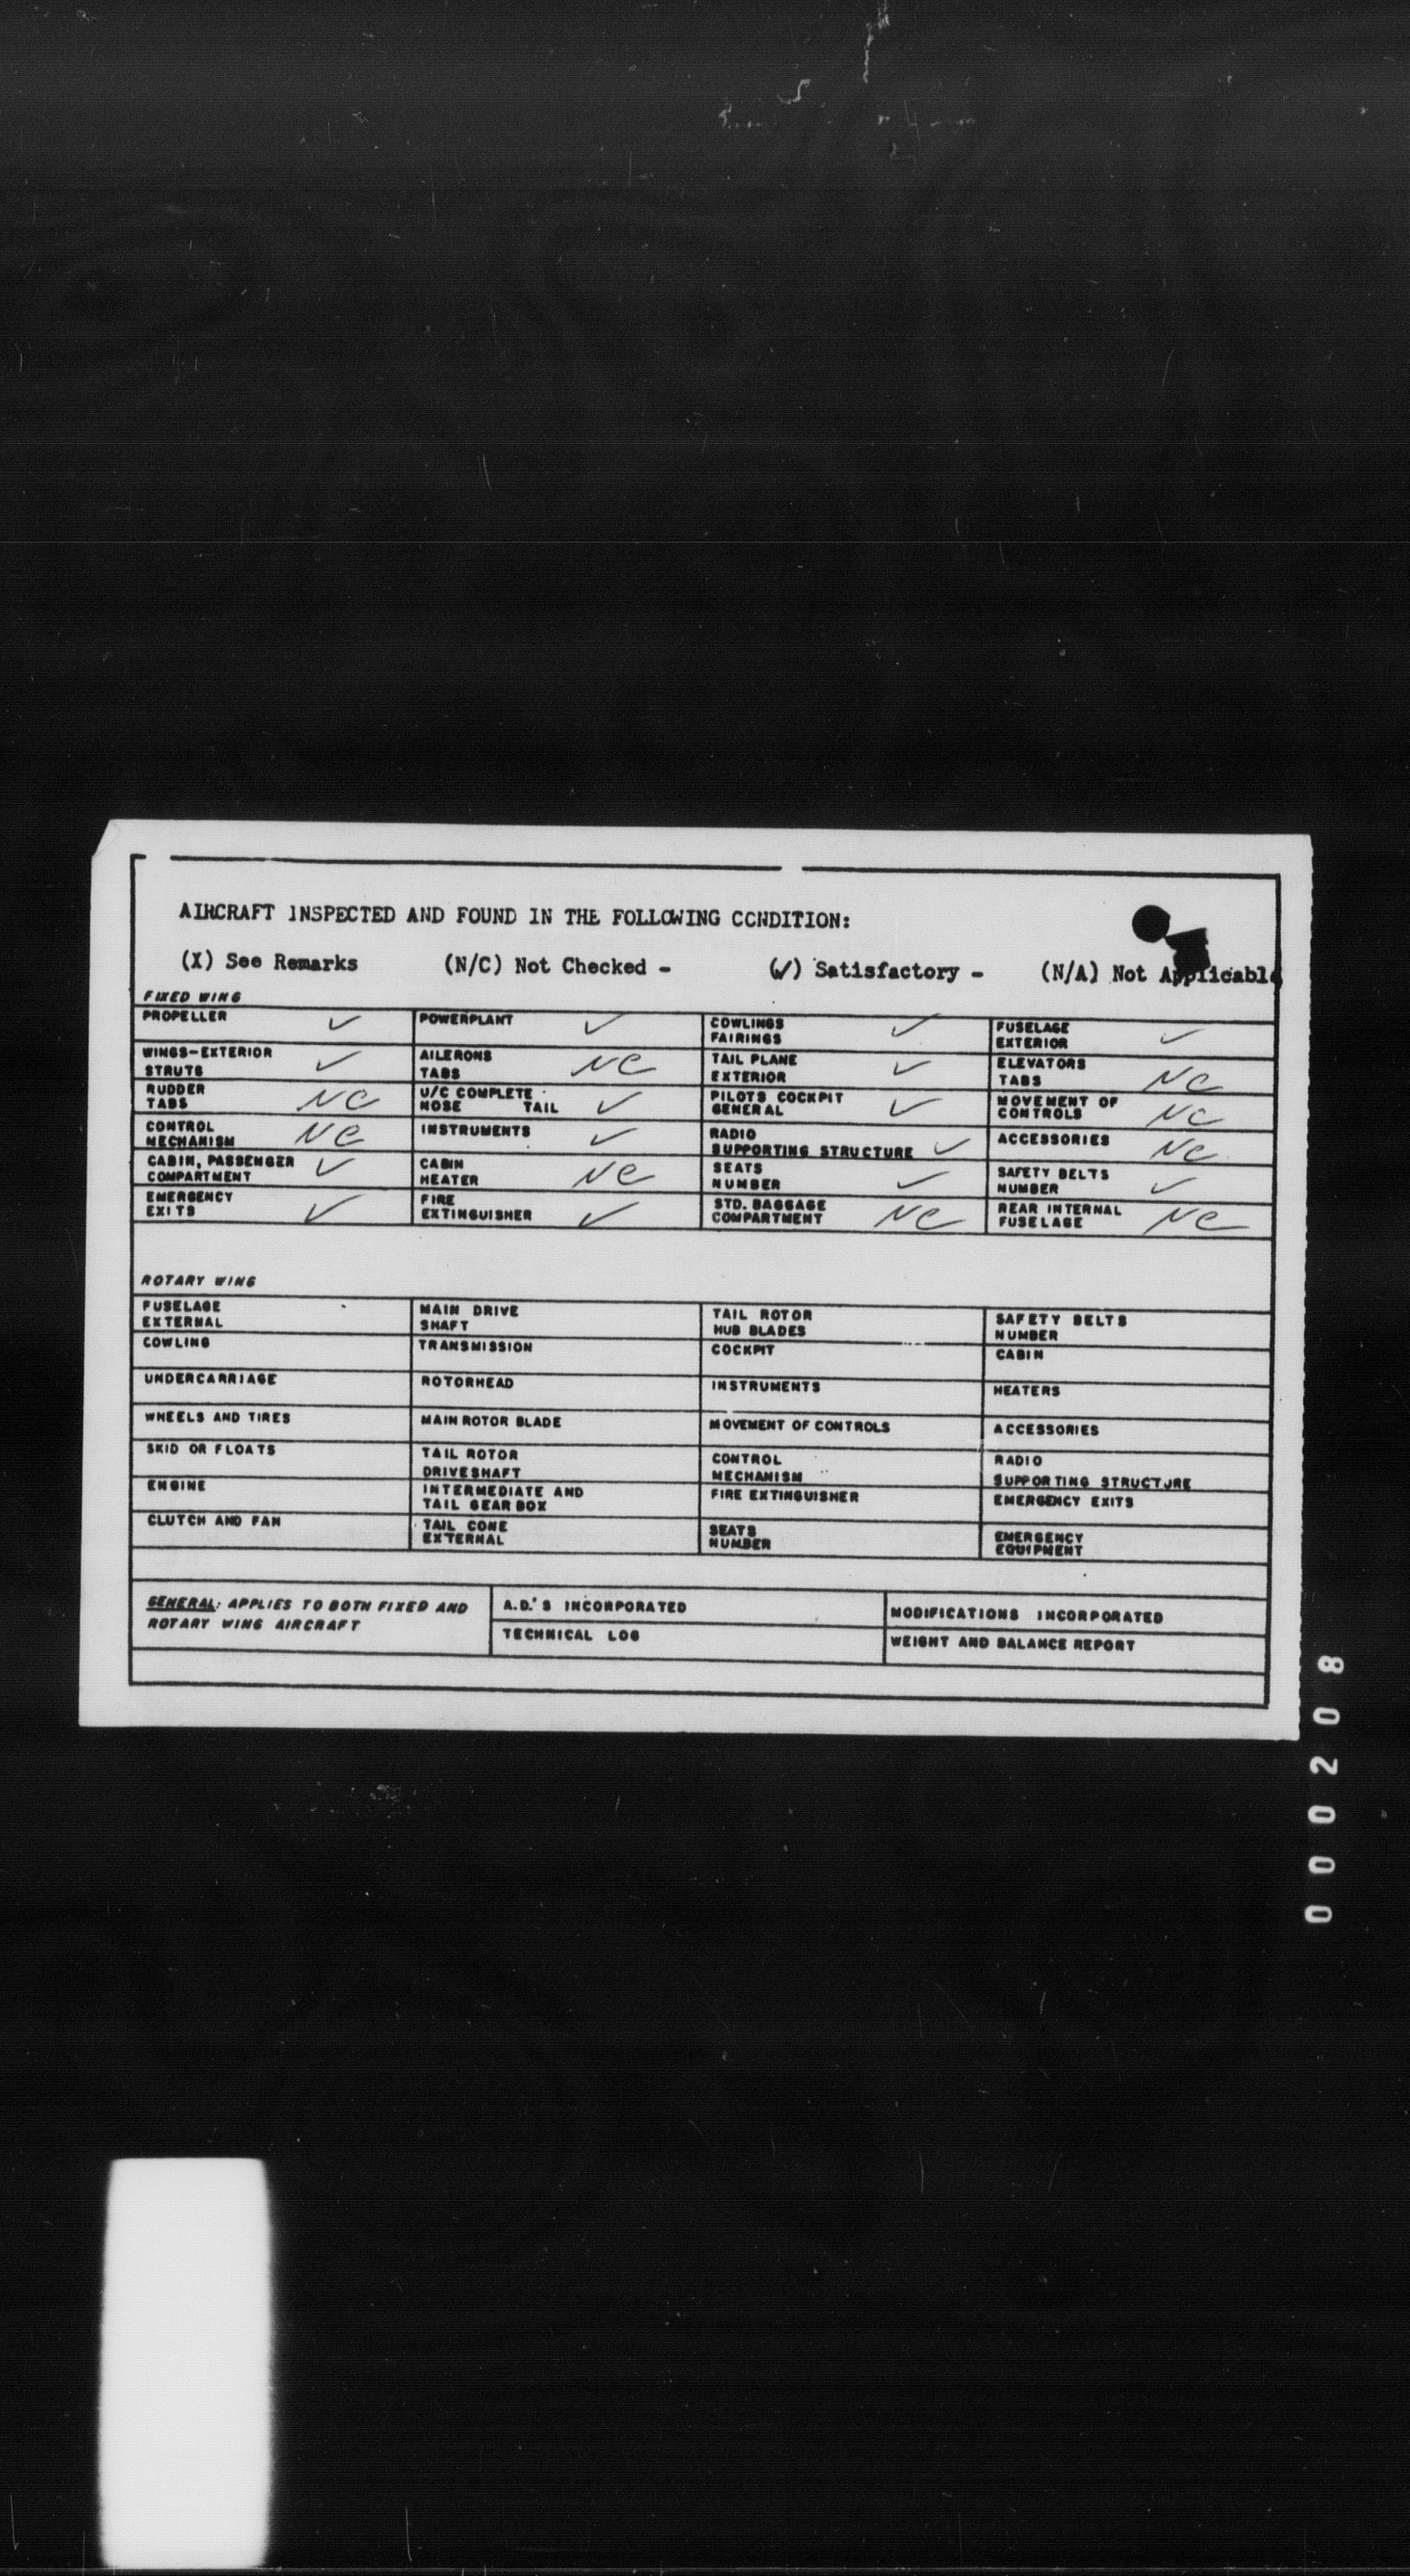 AIRCRAFT INSPECTED AND FOUND IN THE FOLLOWING CONDITION:
(X) See Remarks (N/C) Not Checked - (✓) Satisfactory - (N/A) Not Applicable
FIXED WING
PROPELLER ✓ POWERPLANT ✓ COWLINGS FAIRINGS ✓ FUSELAGE EXTERIOR ✓
WINGS-EXTERIOR STRUTS ✓ AILERONS TABS NC TAIL PLANE EXTERIOR ✓ ELEVATORS TABS NC
RUDDER TABS NC U/C COMPLETE NOSE TAIL ✓ PILOTS COCKPIT GENERAL ✓ MOVEMENT OF CONTROLS NC
CONTROL MECHANISM NC INSTRUMENTS ✓ RADIO SUPPORTING STRUCTURE ✓ ACCESSORIES NC
CABIN, PASSENGER COMPARTMENT ✓ CABIN HEATER NC SEATS NUMBER ✓ SAFETY BELTS NUMBER ✓
EMERGENCY EXITS ✓ FIRE EXTINGUISHER ✓ STD. BAGGAGE COMPARTMENT NC REAR INTERNAL FUSELAGE NC
ROTARY WING
FUSELAGE EXTERNAL MAIN DRIVE SHAFT TAIL ROTOR HUB BLADES SAFETY BELTS NUMBER
COWLING TRANSMISSION COCKPIT CABIN
UNDERCARRIAGE ROTORHEAD INSTRUMENTS HEATERS
WHEELS AND TIRES MAIN ROTOR BLADE MOVEMENT OF CONTROLS ACCESSORIES
SKID OR FLOATS TAIL ROTOR DRIVESHAFT CONTROL MECHANISM RADIO SUPPORTING STRUCTURE
ENGINE INTERMEDIATE AND TAIL GEAR BOX FIRE EXTINGUISHER EMERGENCY EXITS
CLUTCH AND FAN TAIL CONE EXTERNAL SEATS NUMBER EMERGENCY EQUIPMENT
GENERAL: APPLIES TO BOTH FIXED AND ROTARY WING AIRCRAFT
A.D.'S INCORPORATED MODIFICATIONS INCORPORATED
TECHNICAL LOG WEIGHT AND BALANCE REPORT
000208